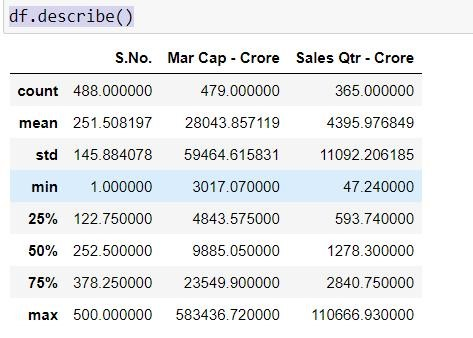 df.describe()
S.No. Mar Cap - Crore Sales Qtr - Crore
count 488.000000 479.000000 365.000000
mean 251.508197 28043.857119 4395.976849
std 145.884078 59464.615831 11092.206185
min 1.000000 3017.070000 47.240000
25% 122.750000 4843.575000 593.740000
50% 252.500000 9885.050000 1278.300000
75% 378.250000 23549.900000 2840.750000
max 500.000000 583436.720000 110666.930000